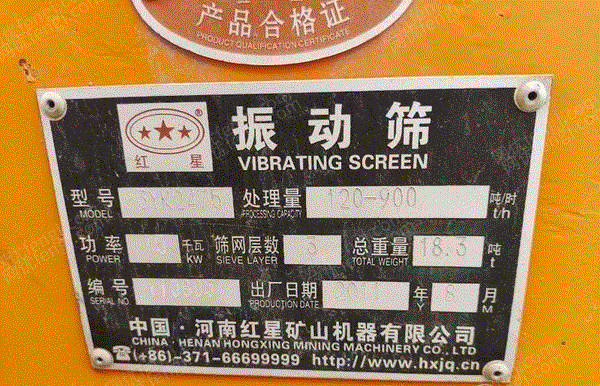 产品合格证
PRODUCT QUALIFICATION CERTIFICATE
红 星
®
振动筛
VIBRATING SCREEN
型号 MODEL 处理量 PROCESSING CAPACITY 120-900 吨/时 t/h
功率 POWER 千瓦 kW 筛网层数 SIEVE LAYER 3 总重量 TOTAL WEIGHT 18.3 吨 t
编号 SERIAL NO 出厂日期 PRODUCTION DATE 年 Y 8 月 M
中国·河南红星矿山机器有限公司
CHINA·HENAN HONGXING MINING MACHINERY CO., LTD
☎(+86)-371-66699999 http://www.hxjq.cn